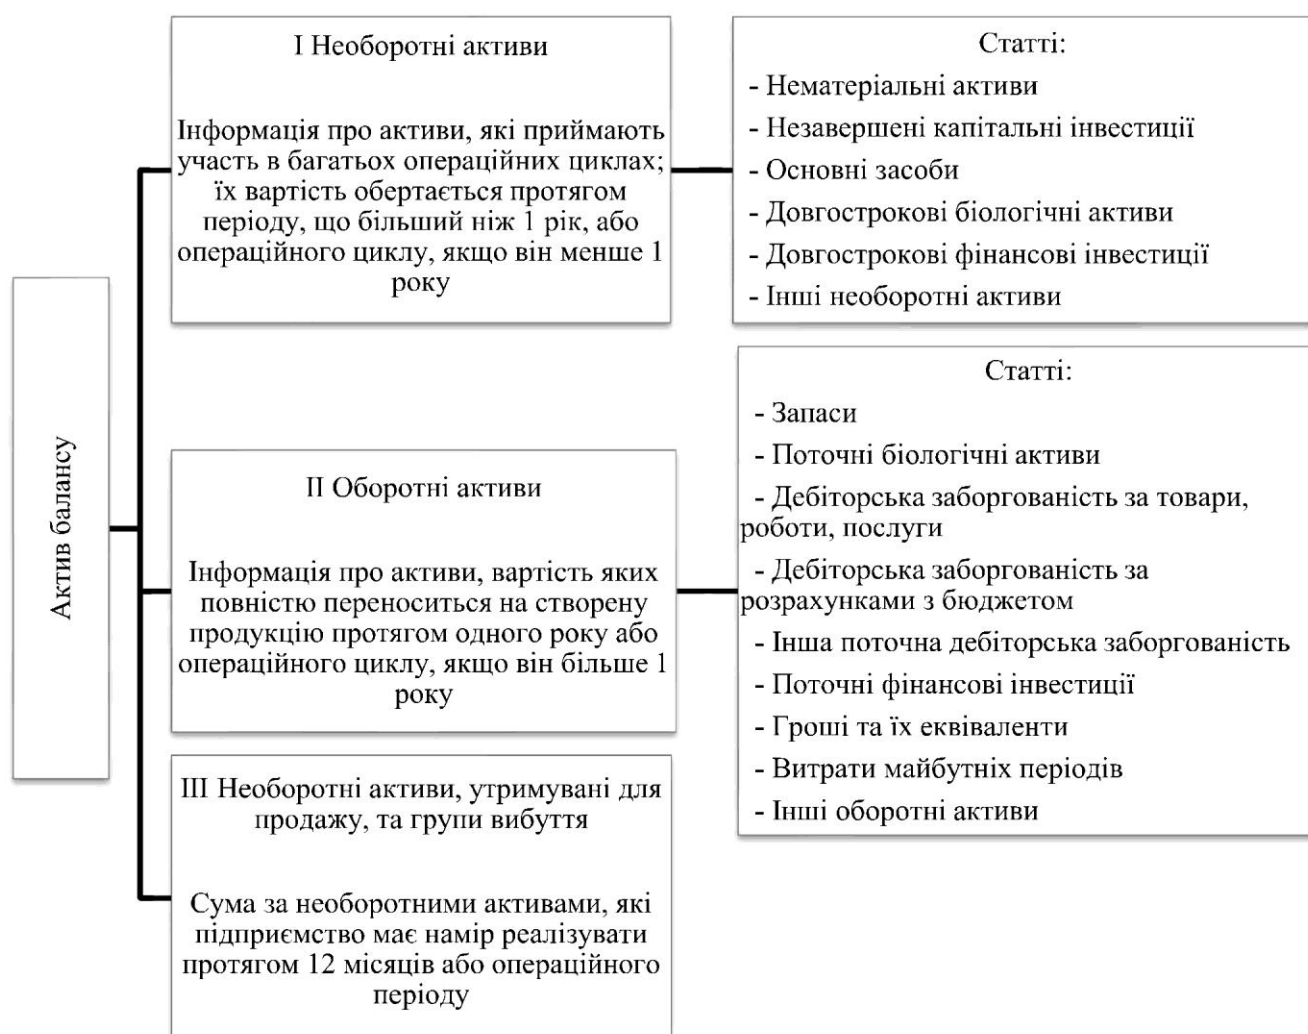 Актив балансу
I Необоротні активи
Інформація про активи, які приймають
участь в багатьох операційних циклах;
їх вартість обертається протягом
періоду, що більший ніж 1 рік, або
операційного циклу, якщо він менше 1
року
Статті:
- Нематеріальні активи
- Незавершені капітальні інвестиції
- Основні засоби
- Довгострокові біологічні активи
- Довгострокові фінансові інвестиції
- Інші необоротні активи
II Оборотні активи
Інформація про активи, вартість яких
повністю переноситься на створену
продукцію протягом одного року або
операційного циклу, якщо він більше 1
року
Статті:
- Запаси
- Поточні біологічні активи
- Дебіторська заборгованість за товари,
роботи, послуги
- Дебіторська заборгованість за
розрахунками з бюджетом
- Інша поточна дебіторська заборгованість
- Поточні фінансові інвестиції
- Гроші та їх еквіваленти
- Витрати майбутніх періодів
- Інші оборотні активи
III Необоротні активи, утримувані для
продажу, та групи вибуття
Сума за необоротними активами, які
підприємство має намір реалізувати
протягом 12 місяців або операційного
періоду